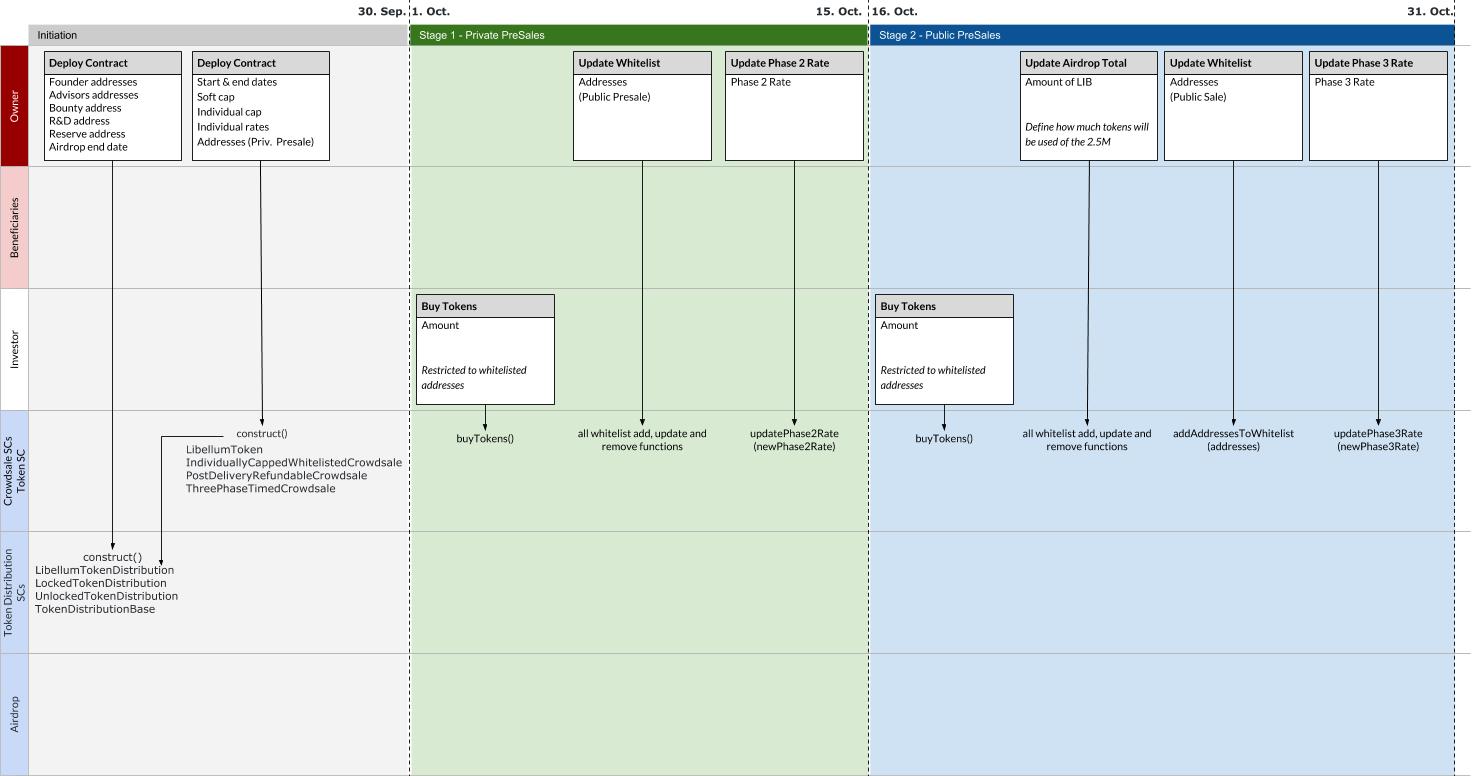 30. Sep.
1. Oct.
15. Oct.
16. Oct.
31. Oct.
Initiation
Stage 1 - Private PreSales
Stage 2 - Public PreSales
Owner
Deploy Contract
Founder addresses
Advisors addresses
Bounty address
R&D address
Reserve address
Airdrop end date
Deploy Contract
Start & end dates
Soft cap
Individual cap
Individual rates
Addresses (Priv. Presale)
Update Whitelist
Addresses
(Public Presale)
Update Phase 2 Rate
Phase 2 Rate
Update Airdrop Total
Amount of LIB
Define how much tokens will
be used of the 2.5M
Update Whitelist
Addresses
(Public Sale)
Update Phase 3 Rate
Phase 3 Rate
Beneficiaries
Investor
Buy Tokens
Amount
Restricted to whitelisted
addresses
Buy Tokens
Amount
Restricted to whitelisted
addresses
Crowdsale SCs
Token SC
construct()
LibellumToken
IndividuallyCappedWhitelistedCrowdsale
PostDeliveryRefundableCrowdsale
ThreePhaseTimedCrowdsale
buyTokens()
all whitelist add, update and
remove functions
updatePhase2Rate
(newPhase2Rate)
buyTokens()
all whitelist add, update and
remove functions
addAddressesToWhitelist
(addresses)
updatePhase3Rate
(newPhase3Rate)
Token Distribution
SCs
construct()
LibellumTokenDistribution
LockedTokenDistribution
UnlockedTokenDistribution
TokenDistributionBase
Airdrop